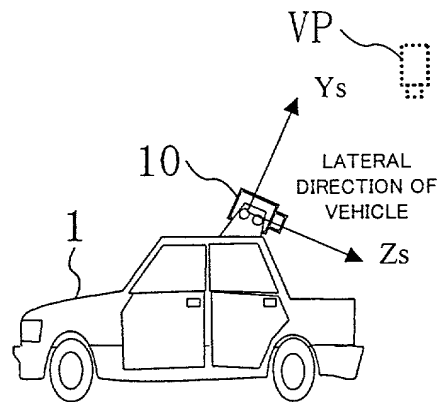 VP
Ys
10
LATERAL
DIRECTION OF
VEHICLE
1
Zs